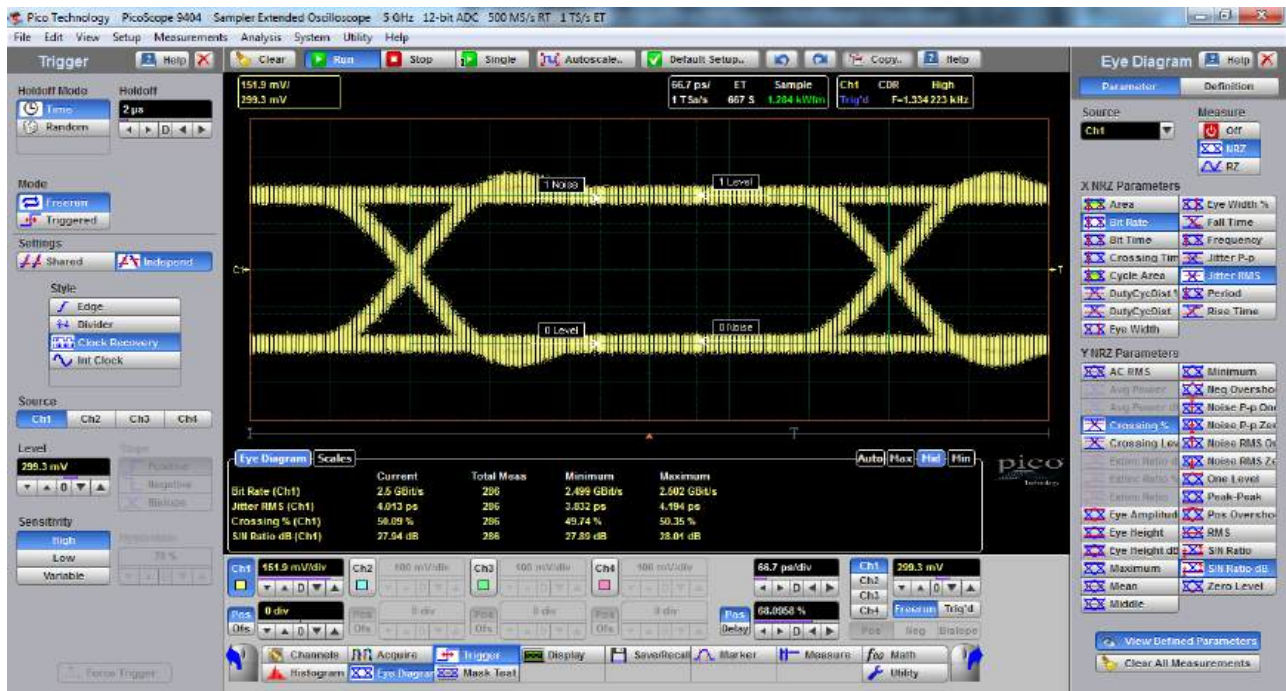 Pico Technology PicoScope 9404 Sampler Extended Oscilloscope 5 GHz 12-bit ADC 500 MS/s RT 1 TS/s ET
File Edit View Setup Measurements Analysis System Utility Help
Trigger Help
Clear Run Stop Single Autoscale.. Default Setup.. Copy.. Help
Eye Diagram Help
Holdoff Mode Holdoff
Time 2 µs
Random D
Mode
Freerun
Triggered
Settings
Shared Independ
Style
Edge
Divider
Clock Recovery
Int Clock
Source
Ch1 Ch2 Ch3 Ch4
Level
299.3 mV
0
Sensitivity
High
Low
Variable
Force Trigger
151.9 mV/
299.3 mV
66.7 ps/ ET Sample
1 TSa/s 667 S
Ch1 CDR High
Trig'd F=1.334 223 kHz
1 Noise
1 Level
C1
T
0 Level
0 Noise
T
Eye Diagram Scales
Auto Max Mid Min
Current Total Meas Minimum Maximum
Bit Rate (Ch1) 2.5 GBit/s 286 2.499 GBit/s 2.502 GBit/s
Jitter RMS (Ch1) 4.013 ps 286 3.832 ps 4.194 ps
Crossing % (Ch1) 50.09 % 286 49.74 % 50.35 %
S/N Ratio dB (Ch1) 27.94 dB 286 27.89 dB 28.01 dB
pico
Technology
Ch1 151.9 mV/div Ch2 Ch3 Ch4 66.7 ps/div Ch1 299.3 mV
D Ch2 0
Ch3
Pos 0 div Pos 68.0958 % Ch4 Freerun Trig'd
Ofs D Ofs Ofs Ofs Delay D Pos Neg Bislope
Channels Acquire Trigger Display Save/Recall Marker Measure Math
Histogram Eye Diagram Mask Test Utility
Parameter Definition
Source Measure
Ch1 Off
NRZ
RZ
X NRZ Parameters
Area Eye Width %
Bit Rate Fall Time
Bit Time Frequency
Crossing Tim Jitter P-p
Cycle Area Jitter RMS
DutyCycDist Period
DutyCycDist Rise Time
Eye Width
Y NRZ Parameters
AC RMS Minimum
Avg Power Neg Oversho
Noise P-p One
Crossing % Noise P-p Zer
Crossing Lev Noise RMS On
Noise RMS Ze
One Level
Peak-Peak
Eye Amplitud Pos Oversho
Eye Height RMS
Eye Height dB S/N Ratio
Maximum S/N Ratio dB
Mean Zero Level
Middle
View Defined Parameters
Clear All Measurements